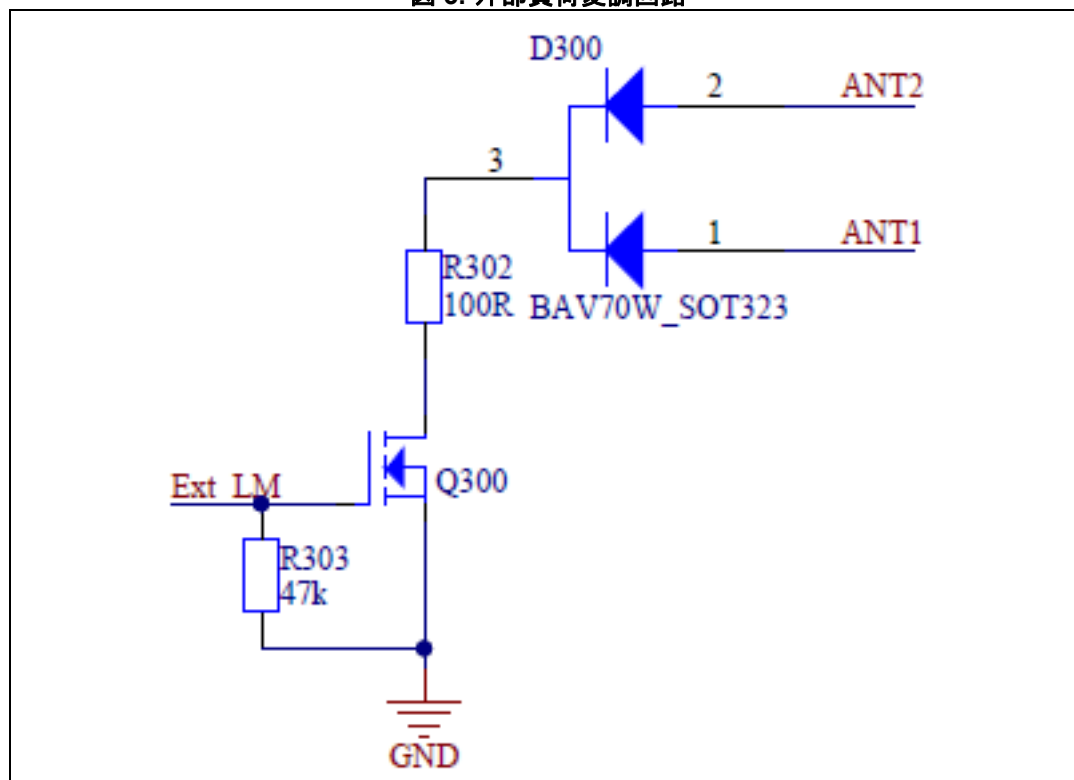 D300
2
ANT2
3
1
ANT1
R302
100R
BAV70W_SOT323
Ext_LM
Q300
R303
47k
GND